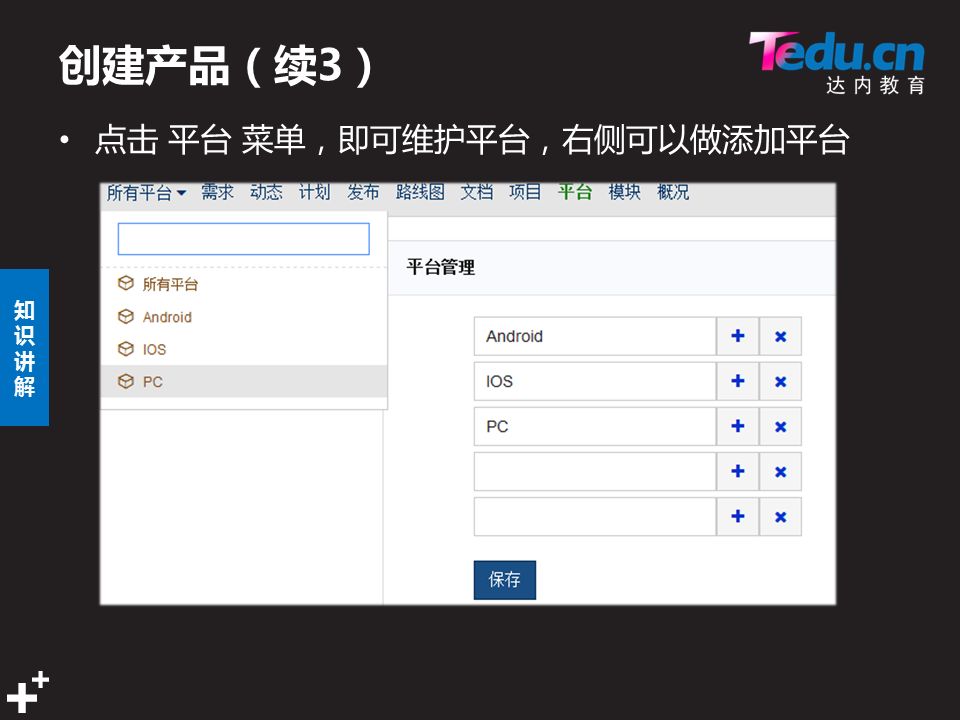 创建产品（续3）
Tedu.cn
达内教育
• 点击 平台 菜单，即可维护平台，右侧可以做添加平台
所有平台 需求 动态 计划 发布 路线图 文档 项目 平台 模块 概况
平台管理
所有平台
Android
IOS
PC
Android
IOS
PC
保存
知识讲解